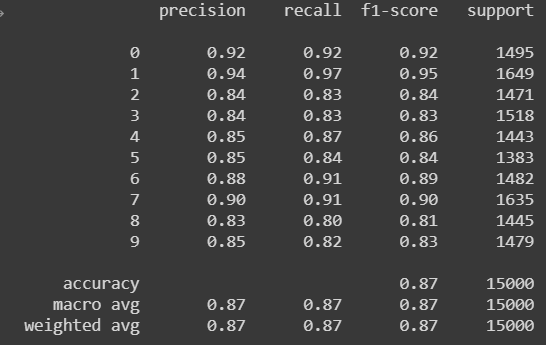 precision recall f1-score support
0 0.92 0.92 0.92 1495
1 0.94 0.97 0.95 1649
2 0.84 0.83 0.84 1471
3 0.84 0.83 0.83 1518
4 0.85 0.87 0.86 1443
5 0.85 0.84 0.84 1383
6 0.88 0.91 0.89 1482
7 0.90 0.91 0.90 1635
8 0.83 0.80 0.81 1445
9 0.85 0.82 0.83 1479
accuracy 0.87 15000
macro avg 0.87 0.87 0.87 15000
weighted avg 0.87 0.87 0.87 15000